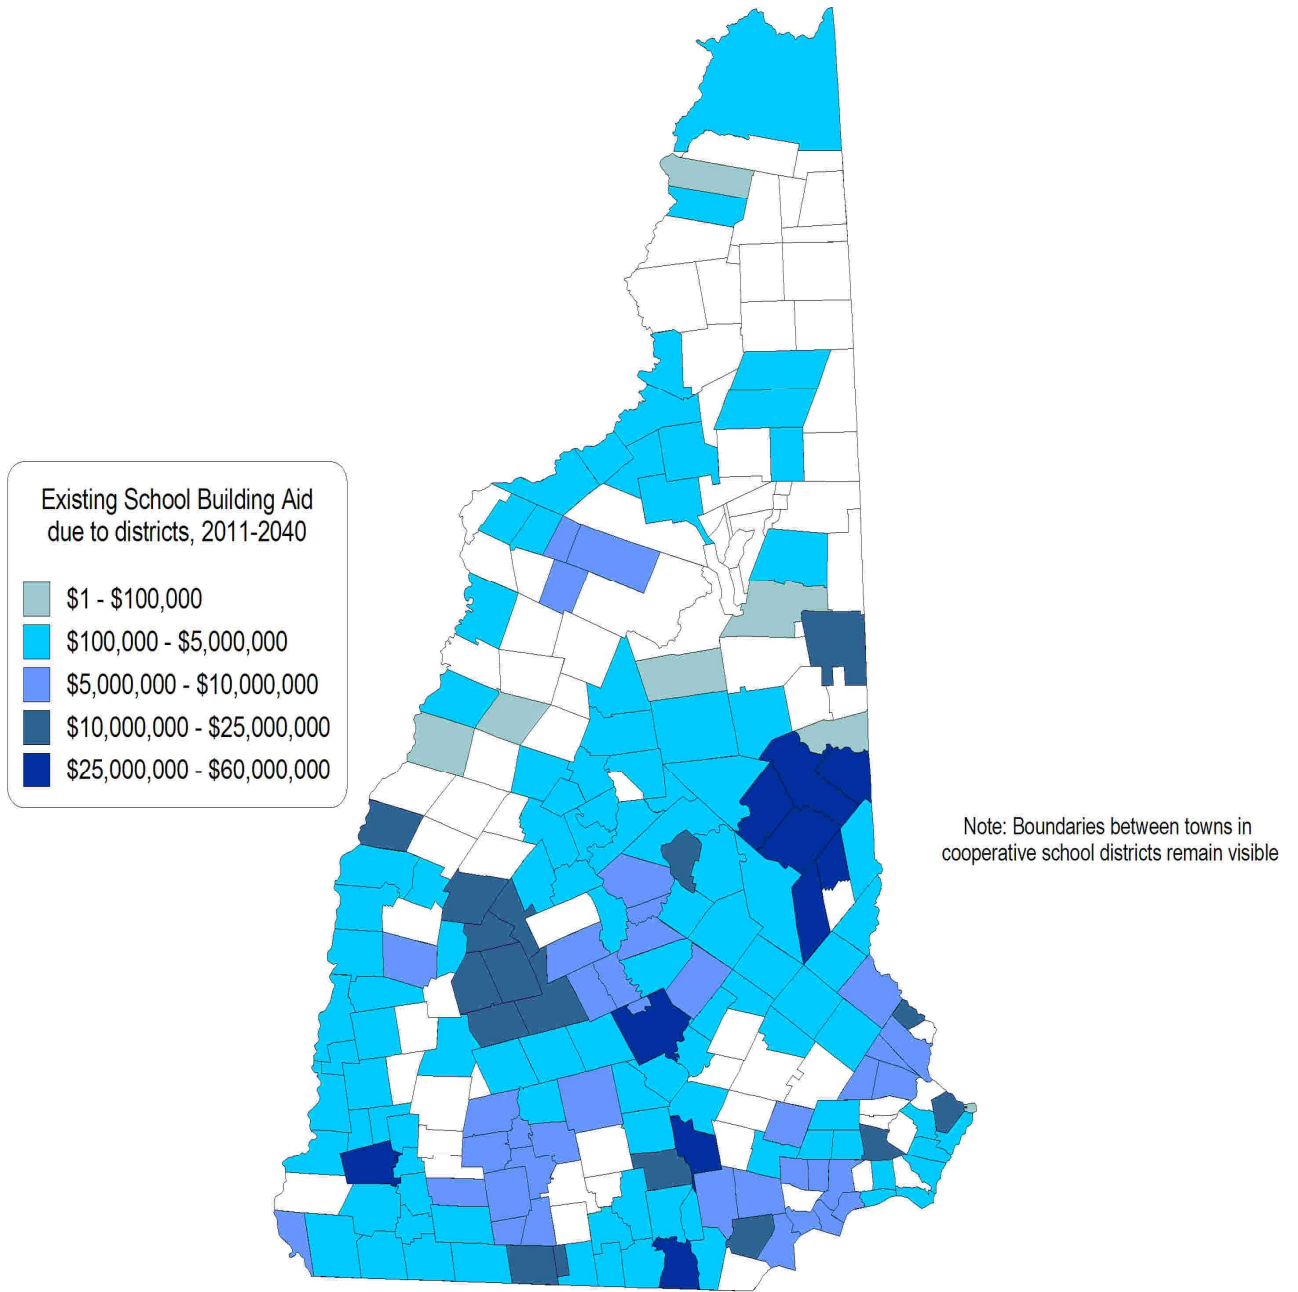 Existing School Building Aid
due to districts, 2011-2040
$1 - $100,000
$100,000 - $5,000,000
$5,000,000 - $10,000,000
$10,000,000 - $25,000,000
$25,000,000 - $60,000,000
Note: Boundaries between towns in
cooperative school districts remain visible